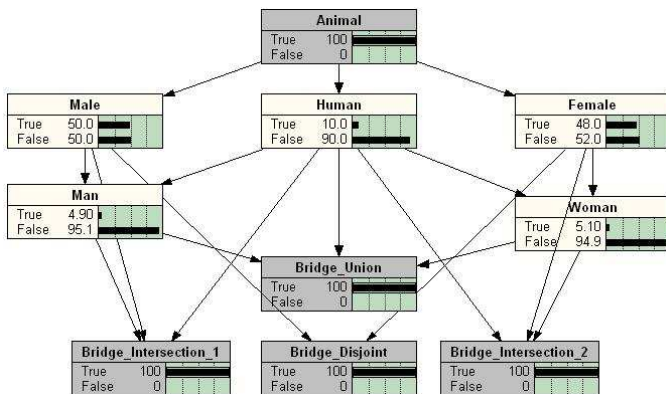 Animal
True 100
False 0
Male
True 50.0
False 50.0
Human
True 10.0
False 90.0
Female
True 48.0
False 52.0
Man
True 4.90
False 95.1
Woman
True 5.10
False 94.9
Bridge_Union
True 100
False 0
Bridge_Intersection_1
True 100
False 0
Bridge_Disjoint
True 100
False 0
Bridge_Intersection_2
True 100
False 0